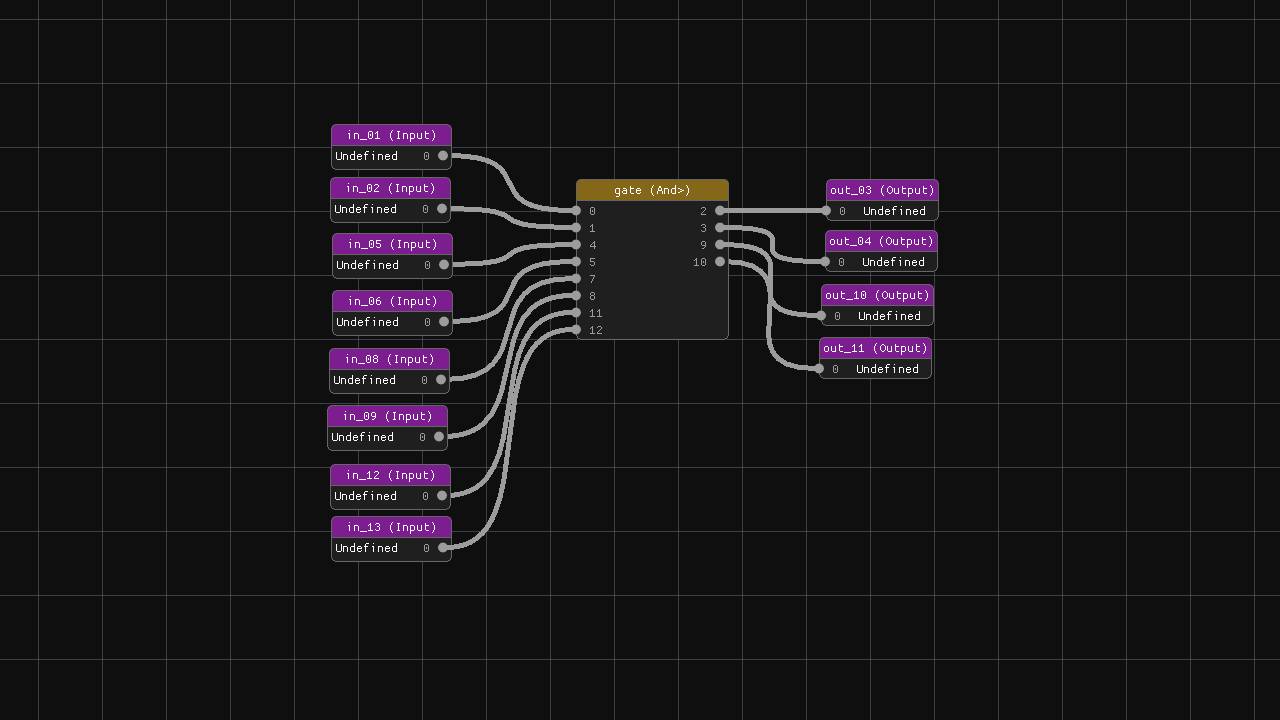 in_01 (Input)
Undefined 0
in_02 (Input)
Undefined 0
in_05 (Input)
Undefined 0
in_06 (Input)
Undefined 0
in_08 (Input)
Undefined 0
in_09 (Input)
Undefined 0
in_12 (Input)
Undefined 0
in_13 (Input)
Undefined 0
gate (And>)
0 2
1 3
4 9
5 10
7
8
11
12
out_03 (Output)
0 Undefined
out_04 (Output)
0 Undefined
out_10 (Output)
0 Undefined
out_11 (Output)
0 Undefined